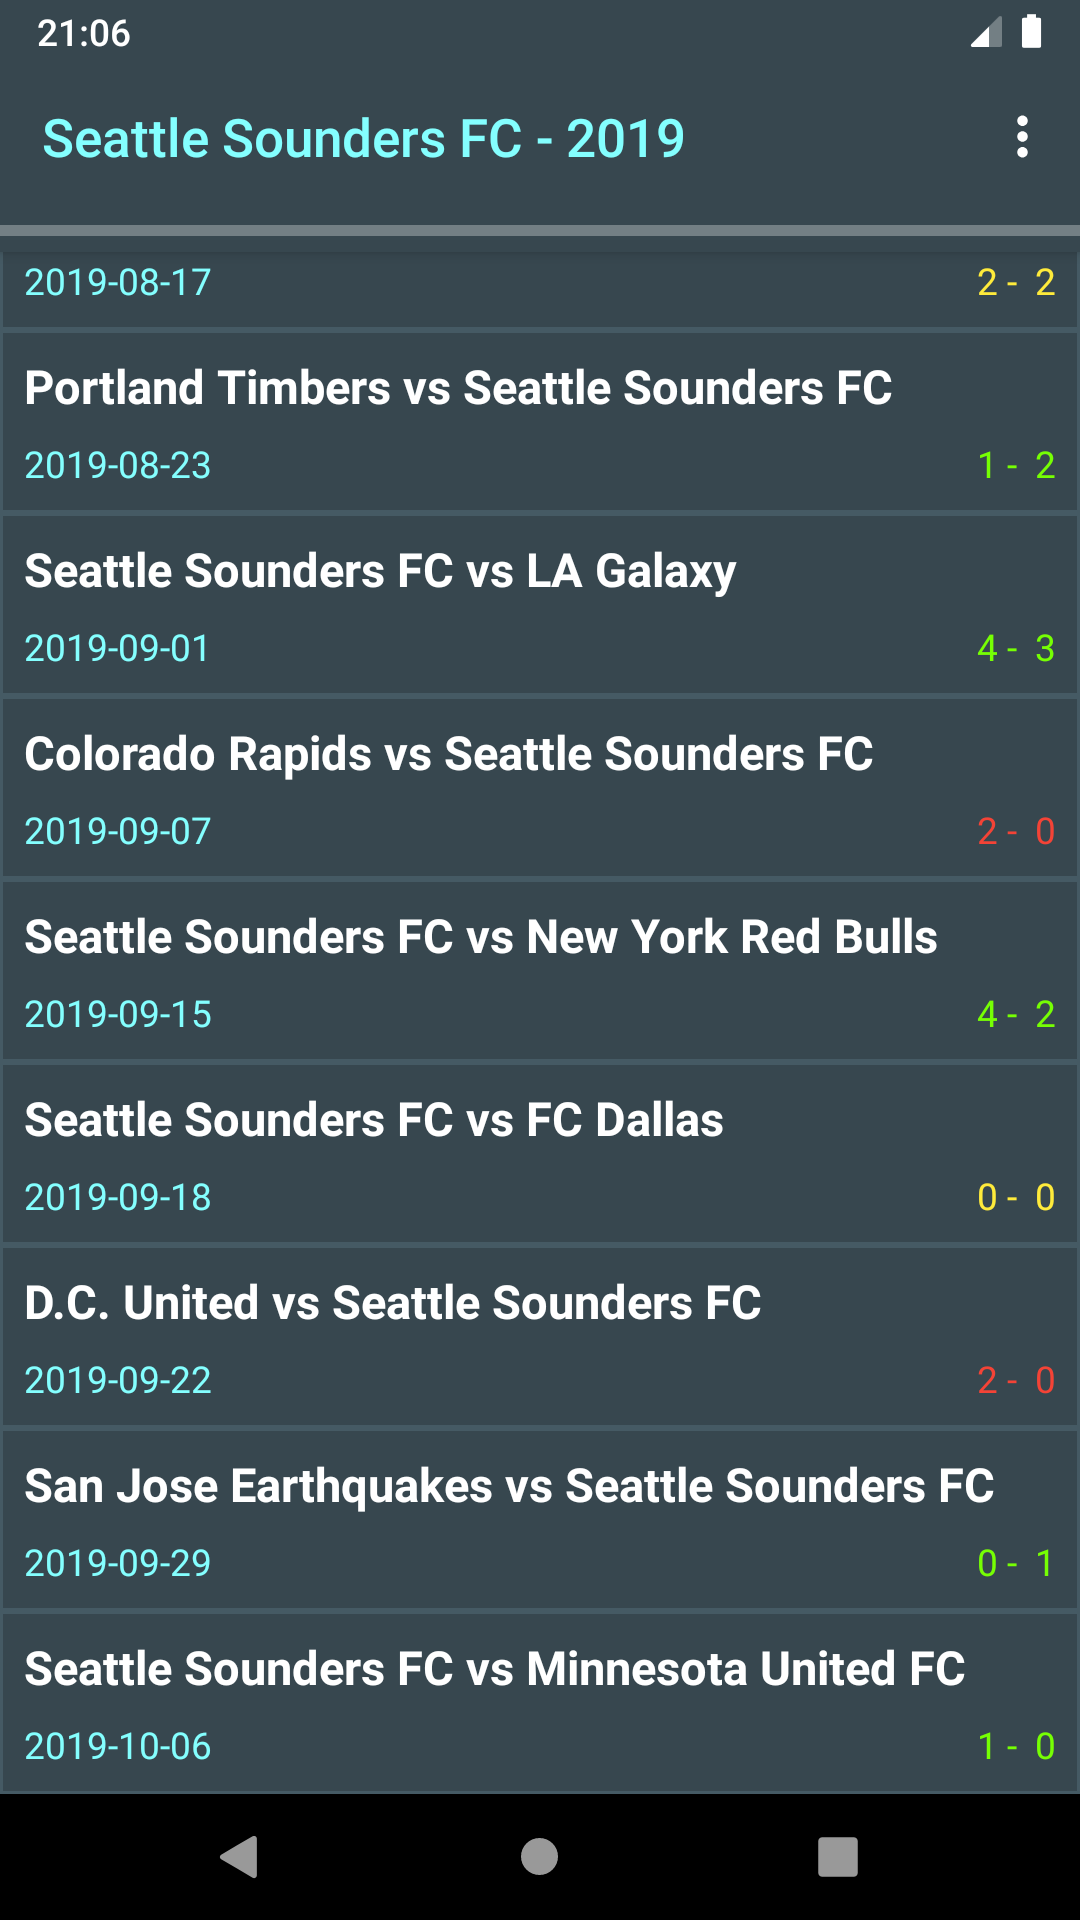 21:06
Seattle Sounders FC - 2019
2019-08-17 2 - 2
Portland Timbers vs Seattle Sounders FC
2019-08-23 1 - 2
Seattle Sounders FC vs LA Galaxy
2019-09-01 4 - 3
Colorado Rapids vs Seattle Sounders FC
2019-09-07 2 - 0
Seattle Sounders FC vs New York Red Bulls
2019-09-15 4 - 2
Seattle Sounders FC vs FC Dallas
2019-09-18 0 - 0
D.C. United vs Seattle Sounders FC
2019-09-22 2 - 0
San Jose Earthquakes vs Seattle Sounders FC
2019-09-29 0 - 1
Seattle Sounders FC vs Minnesota United FC
2019-10-06 1 - 0